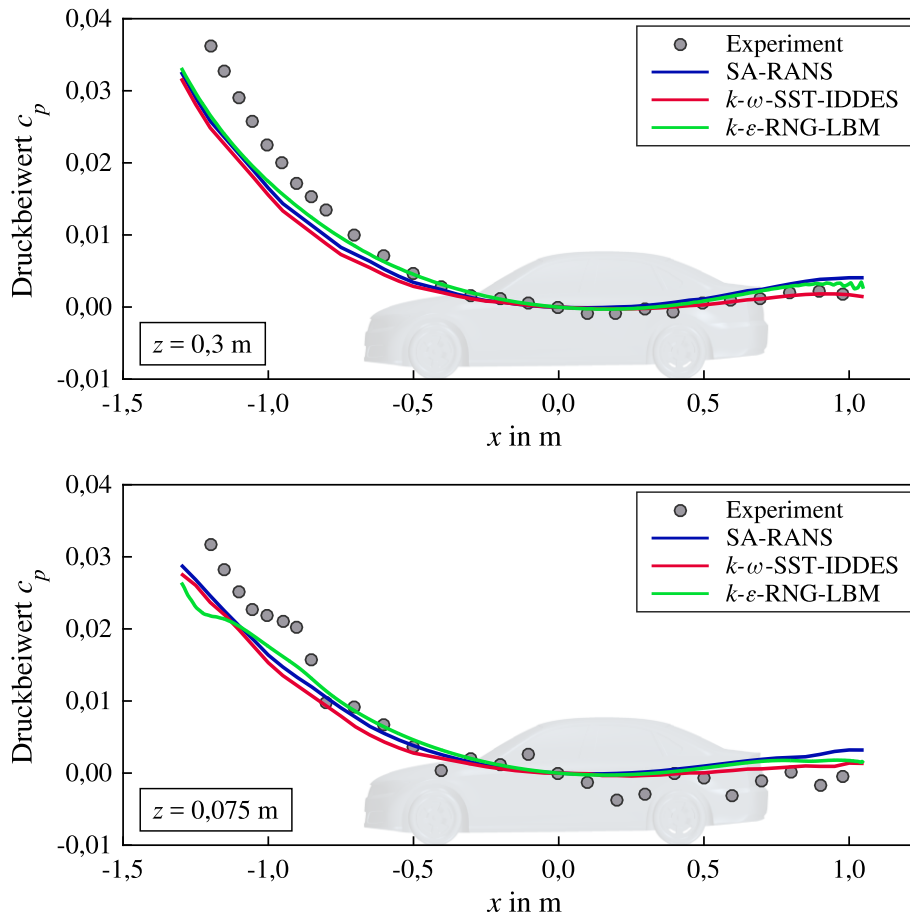 0,04
0,03
0,02
0,01
0,00
-0,01
Druckbeiwert c_p
Experiment
SA-RANS
k-ω-SST-IDDES
k-ε-RNG-LBM
z = 0,3 m
-1,5 -1,0 -0,5 0,0 0,5 1,0
x in m
0,04
0,03
0,02
0,01
0,00
-0,01
Druckbeiwert c_p
Experiment
SA-RANS
k-ω-SST-IDDES
k-ε-RNG-LBM
z = 0,075 m
-1,5 -1,0 -0,5 0,0 0,5 1,0
x in m